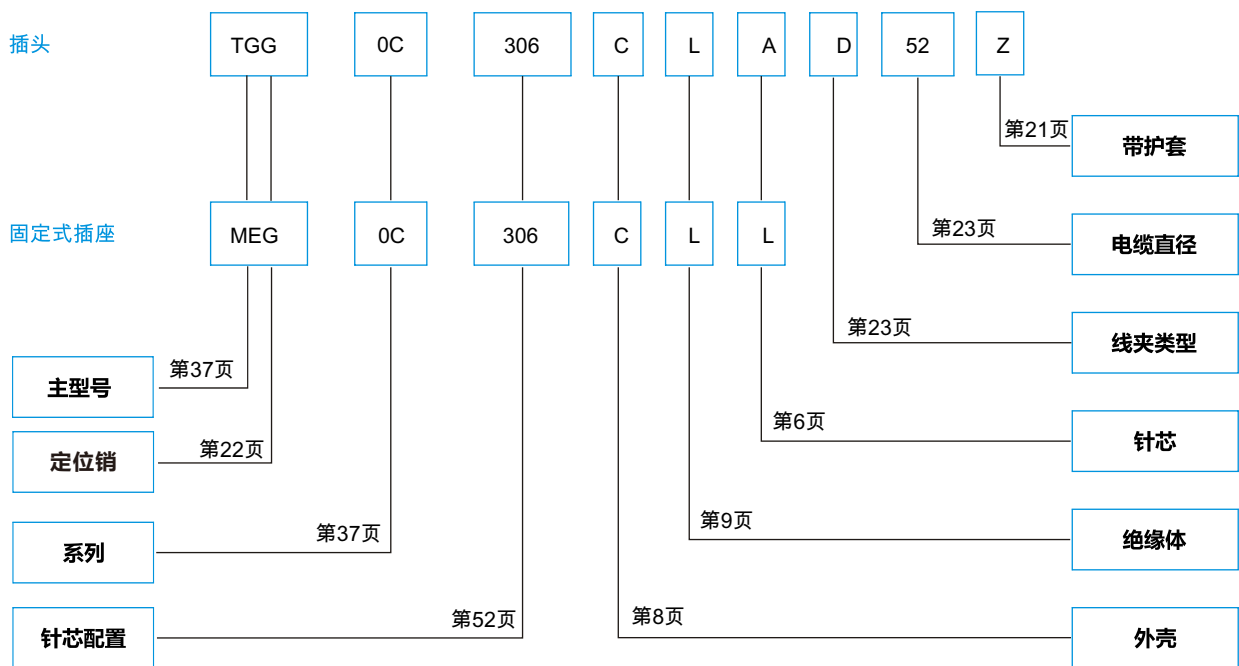 插头 TGG 0C 306 C L A D 52 Z
第21页 带护套
固定式插座 MEG 0C 306 C L L
第23页 电缆直径
第23页 线夹类型
主型号 第37页
第6页 针芯
定位销 第22页
系列 第37页
第9页 绝缘体
针芯配置 第52页
第8页 外壳